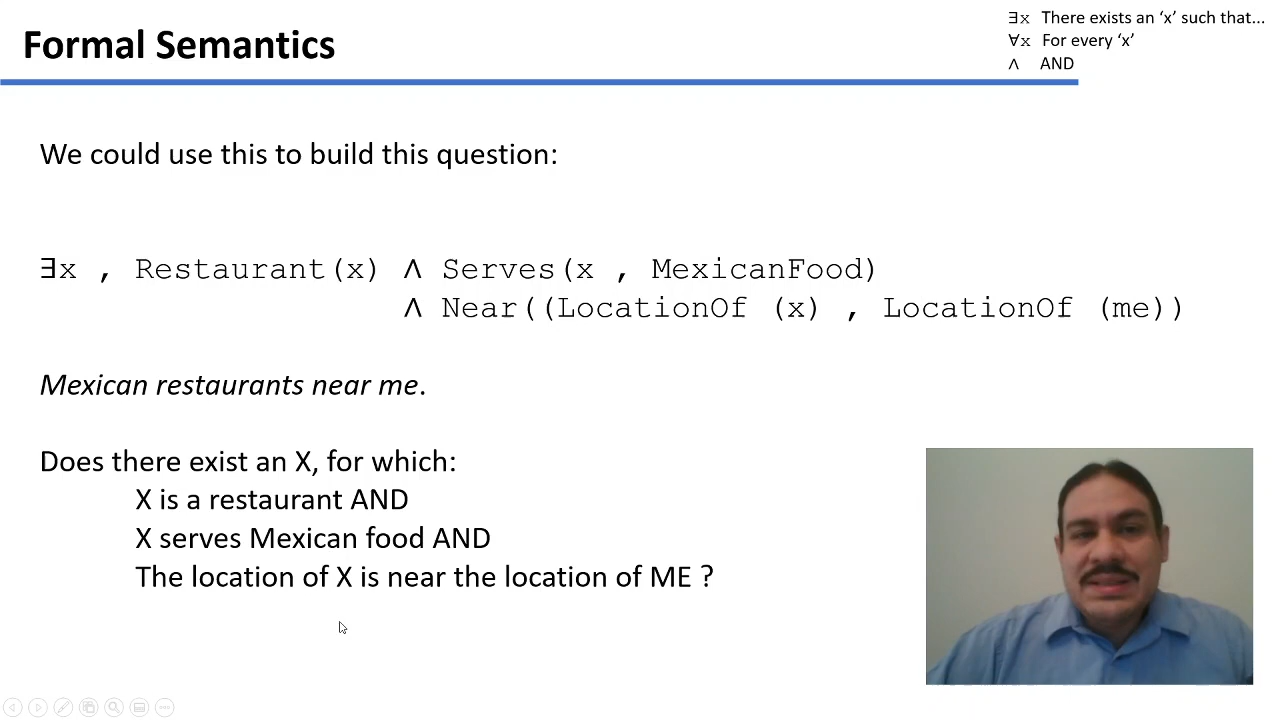 Formal Semantics
∃x There exists an ‘x’ such that...
∀x For every ‘x’
∧ AND
We could use this to build this question:
∃x , Restaurant(x) ∧ Serves(x , MexicanFood)
∧ Near((LocationOf (x) , LocationOf (me))
Mexican restaurants near me.
Does there exist an X, for which:
X is a restaurant AND
X serves Mexican food AND
The location of X is near the location of ME ?